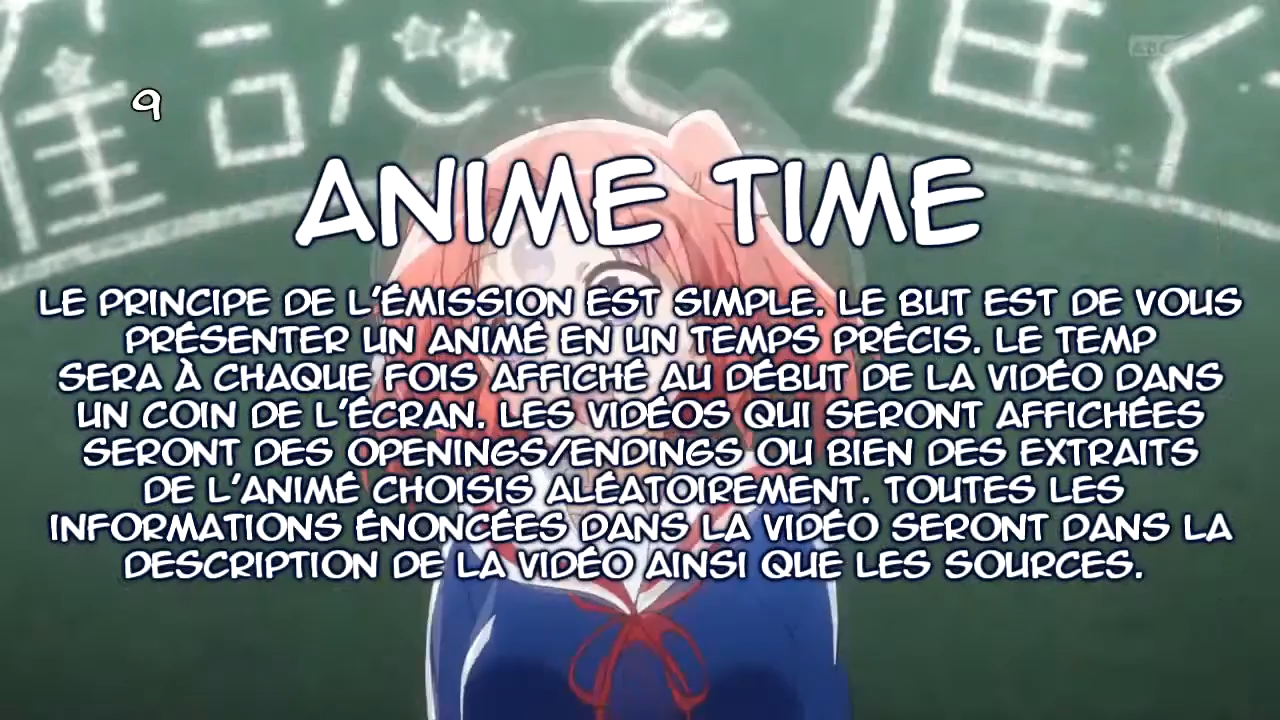 9
ANIME TIME
LE PRINCIPE DE L'ÉMISSION EST SIMPLE. LE BUT EST DE VOUS
PRÉSENTER UN ANIMÉ EN UN TEMPS PRÉCIS. LE TEMP
SERA À CHAQUE FOIS AFFICHÉ AU DÉBUT DE LA VIDÉO DANS
UN COIN DE L'ÉCRAN. LES VIDÉOS QUI SERONT AFFICHÉES
SERONT DES OPENINGS/ENDINGS OU BIEN DES EXTRAITS
DE L'ANIMÉ CHOISIS ALÉATOIREMENT. TOUTES LES
INFORMATIONS ÉNONCÉES DANS LA VIDÉO SERONT DANS LA
DESCRIPTION DE LA VIDÉO AINSI QUE LES SOURCES.